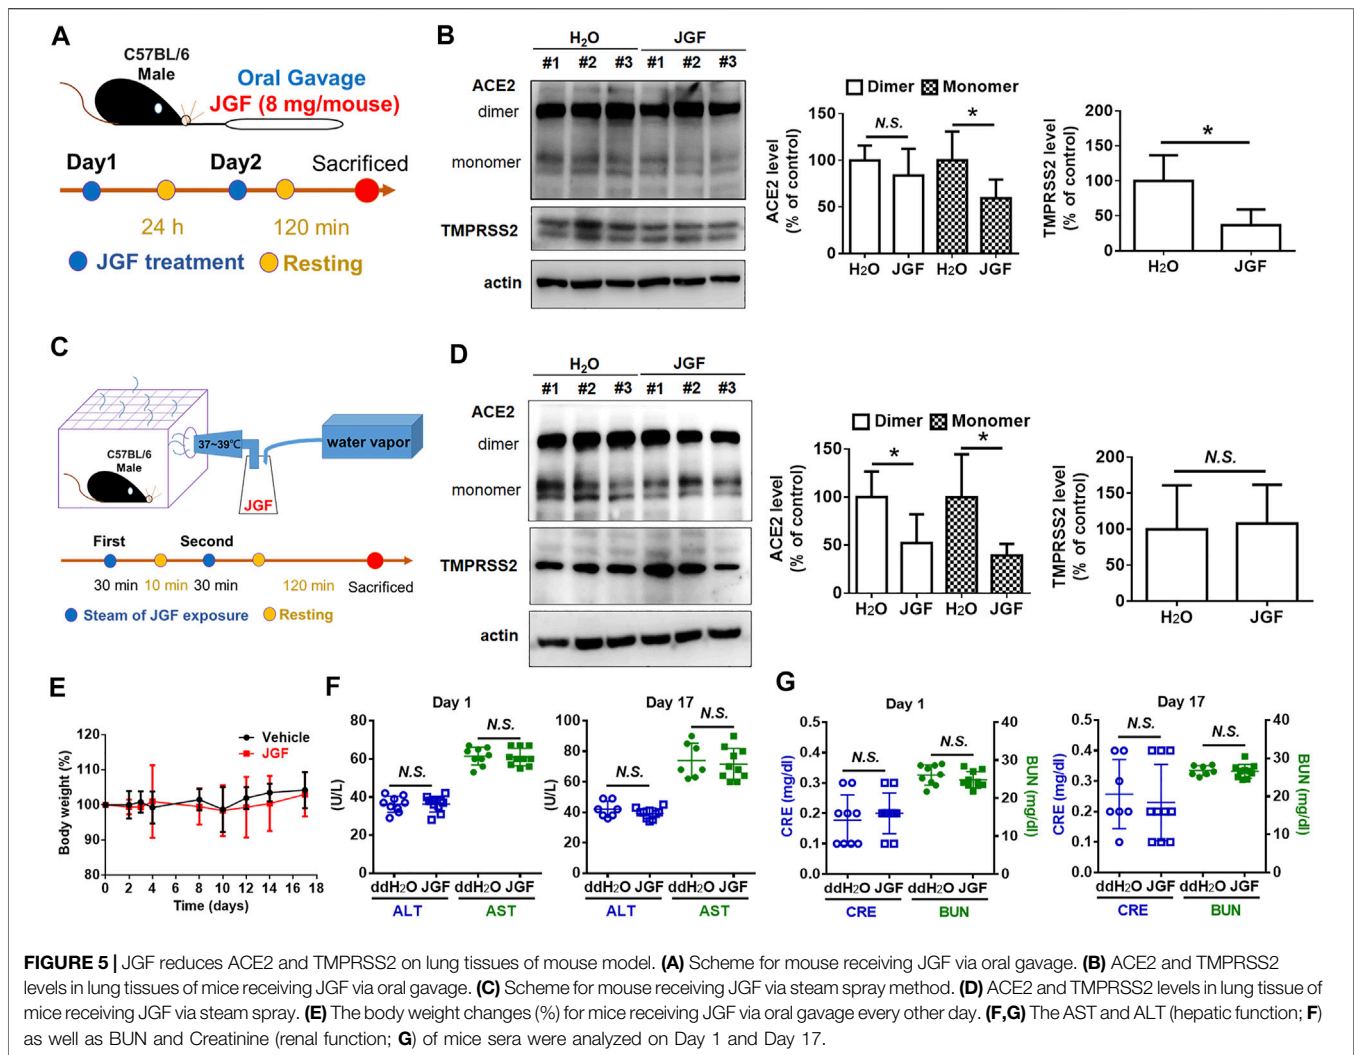 A
C57BL/6
Male
Oral Gavage
JGF (8 mg/mouse)
Day1 Day2 Sacrificed
24 h 120 min
JGF treatment Resting
B
H2O JGF
#1 #2 #3 #1 #2 #3
ACE2
dimer
monomer
TMPRSS2
actin
Dimer Monomer
ACE2 level
(% of control)
150
100
50
0
N.S. *
H2O JGF H2O JGF
TMPRSS2 level
(% of control)
200
150
100
50
0
*
H2O JGF
C
37~39°C
water vapor
C57BL/6
Male
JGF
First Second
30 min 10 min 30 min 120 min Sacrificed
Steam of JGF exposure Resting
D
H2O JGF
#1 #2 #3 #1 #2 #3
ACE2
dimer
monomer
TMPRSS2
actin
Dimer Monomer
ACE2 level
(% of control)
150
100
50
0
* *
H2O JGF H2O JGF
TMPRSS2 level
(% of control)
200
150
100
50
0
N.S.
H2O JGF
E
Body weight (%)
120
110
100
90
80
Vehicle
JGF
0 2 4 6 8 10 12 14 16 18
Time (days)
F
Day 1
(U/L)
80
60
40
20
0
N.S. N.S.
ddH2O JGF ddH2O JGF
ALT AST
Day 17
(U/L)
100
80
60
40
20
0
N.S. N.S.
ddH2O JGF ddH2O JGF
ALT AST
G
Day 1
CRE (mg/dl)
0.5
0.4
0.3
0.2
0.1
0.0
N.S. N.S.
40
30
20
10
0
BUN (mg/dl)
ddH2O JGF ddH2O JGF
CRE BUN
Day 17
CRE (mg/dl)
0.5
0.4
0.3
0.2
0.1
0.0
N.S. N.S.
40
30
20
10
0
BUN (mg/dl)
ddH2O JGF ddH2O JGF
CRE BUN
FIGURE 5 | JGF reduces ACE2 and TMPRSS2 on lung tissues of mouse model. (A) Scheme for mouse receiving JGF via oral gavage. (B) ACE2 and TMPRSS2
levels in lung tissues of mice receiving JGF via oral gavage. (C) Scheme for mouse receiving JGF via steam spray method. (D) ACE2 and TMPRSS2 levels in lung tissue of
mice receiving JGF via steam spray. (E) The body weight changes (%) for mice receiving JGF via oral gavage every other day. (F,G) The AST and ALT (hepatic function; F)
as well as BUN and Creatinine (renal function; G) of mice sera were analyzed on Day 1 and Day 17.